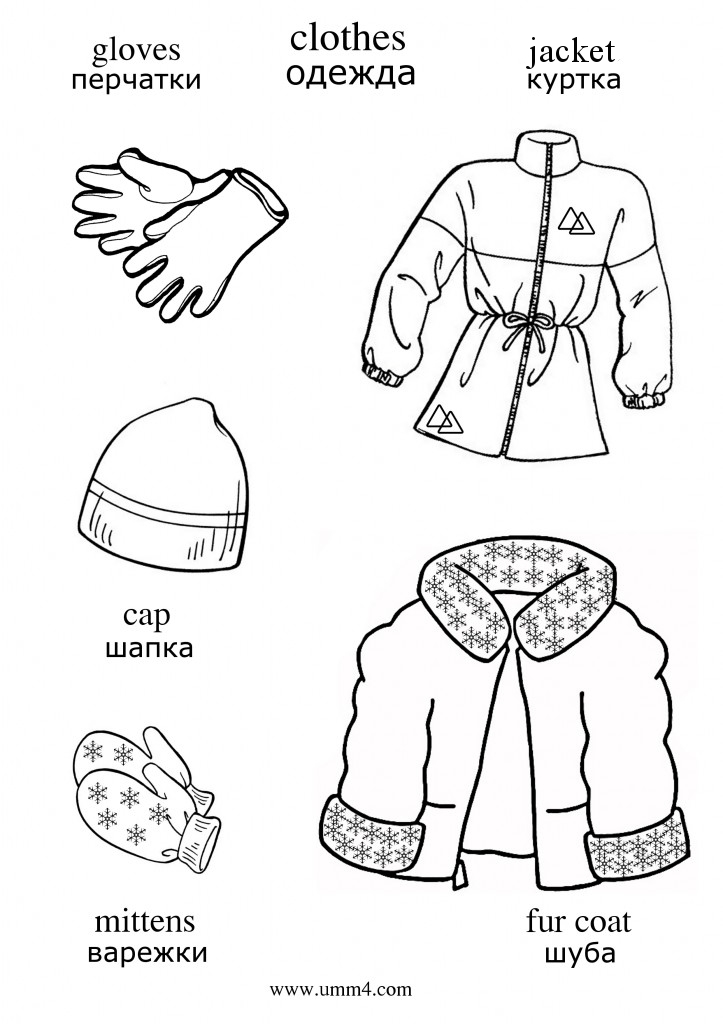 clothes
одежда
gloves
перчатки
jacket
куртка
cap
шапка
mittens
варежки
fur coat
шуба
www.umm4.com